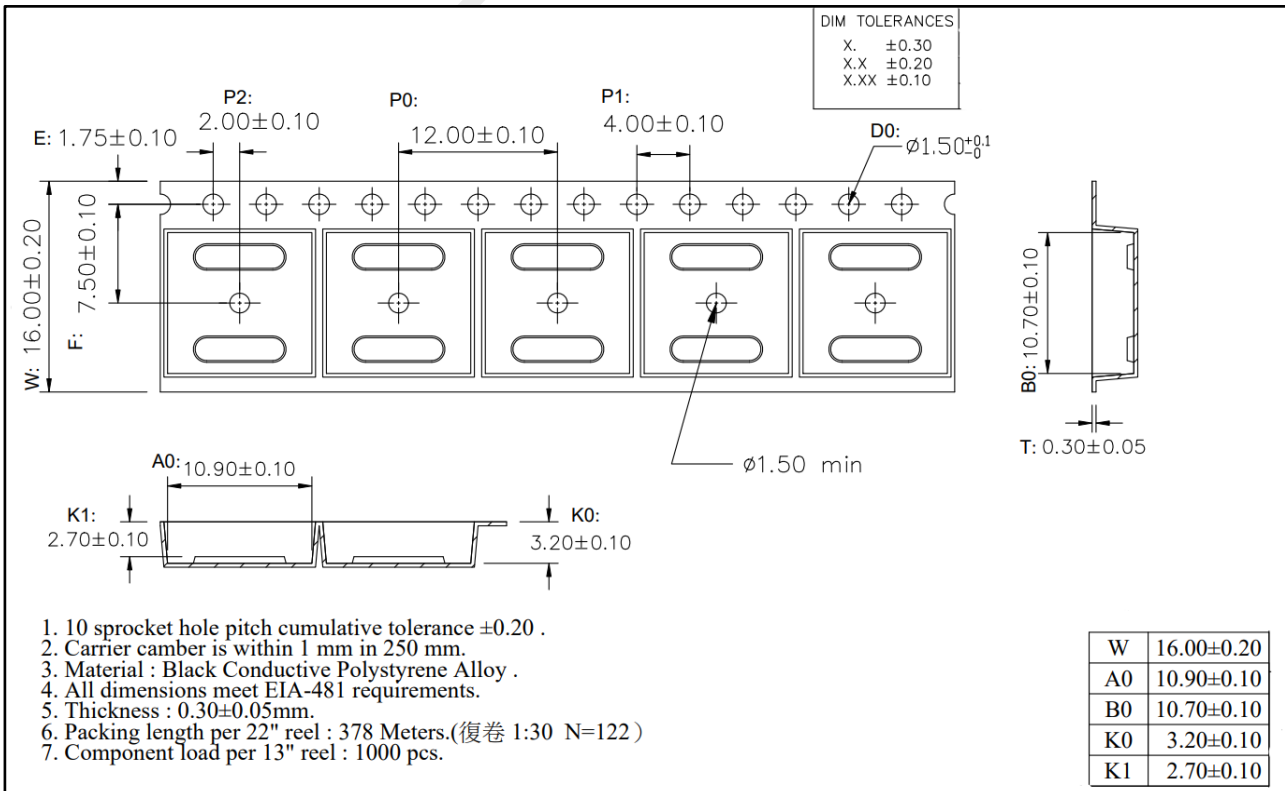 DIM TOLERANCES
X. ±0.30
X.X ±0.20
X.XX ±0.10
P2:
2.00±0.10
P0:
12.00±0.10
P1:
4.00±0.10
D0:
Ø1.50+0.1 -0
E: 1.75±0.10
W: 16.00±0.20
F: 7.50±0.10
B0: 10.70±0.10
T: 0.30±0.05
Ø1.50 min
A0: 10.90±0.10
K1:
2.70±0.10
K0:
3.20±0.10
1. 10 sprocket hole pitch cumulative tolerance ±0.20 .
2. Carrier camber is within 1 mm in 250 mm.
3. Material : Black Conductive Polystyrene Alloy .
4. All dimensions meet EIA-481 requirements.
5. Thickness : 0.30±0.05mm.
6. Packing length per 22" reel : 378 Meters.(復卷 1:30 N=122 )
7. Component load per 13" reel : 1000 pcs.
W 16.00±0.20
A0 10.90±0.10
B0 10.70±0.10
K0 3.20±0.10
K1 2.70±0.10